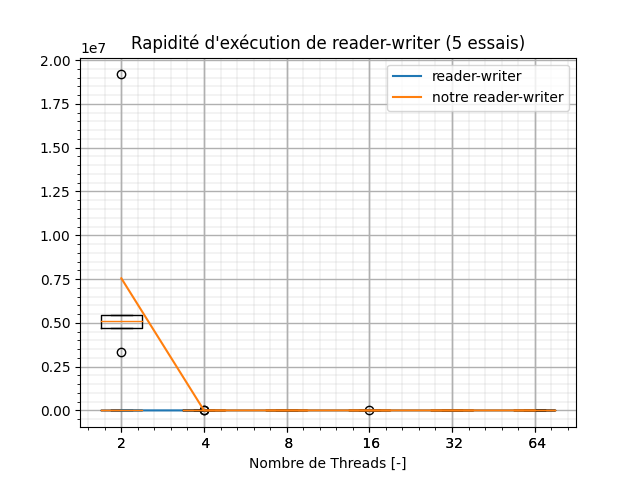 Rapidité d'exécution de reader-writer (5 essais)
1e7
reader-writer
notre reader-writer
2.00
1.75
1.50
1.25
1.00
0.75
0.50
0.25
0.00
2 4 8 16 32 64
Nombre de Threads [-]